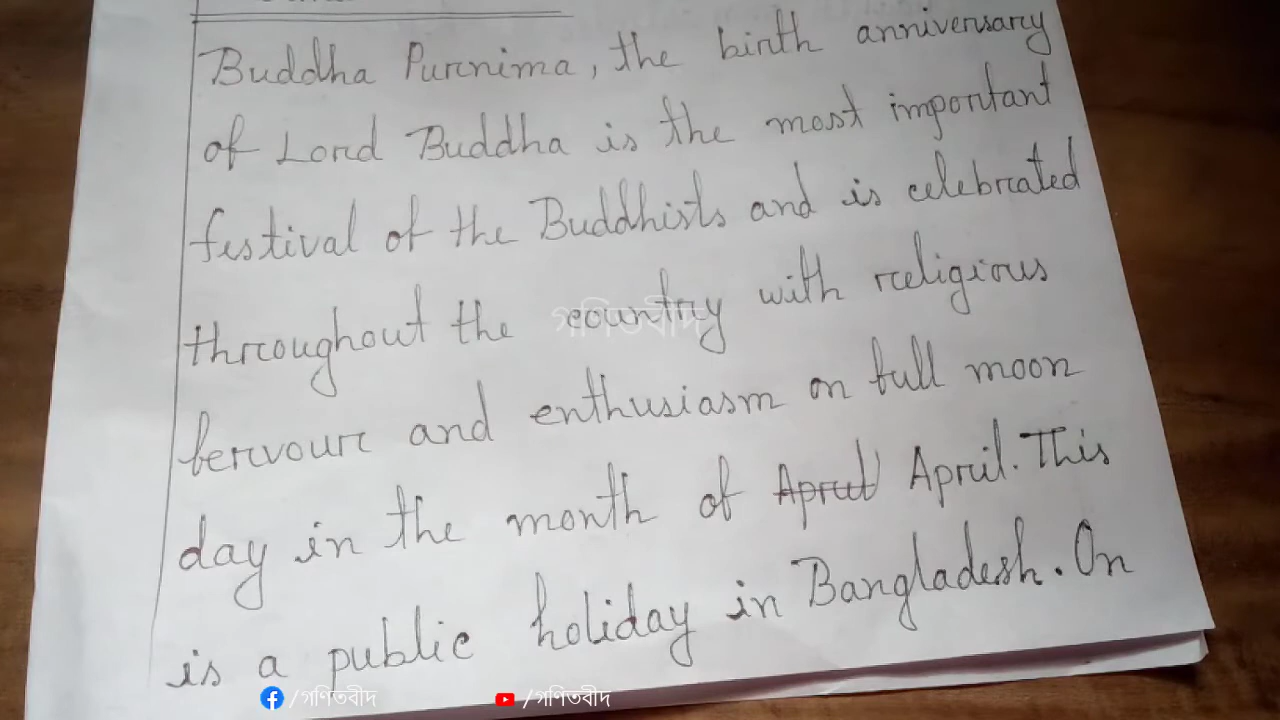 Buddha Purnima, the birth anniversary
of Lord Buddha is the most important
festival of the Buddhists and is celebrated
throughout the country with religious
গণিতবীদ
fervour and enthusiasm on full moon
day in the month of April April. This
is a public holiday in Bangladesh. On
/গণিতবীদ /গণিতবীদ